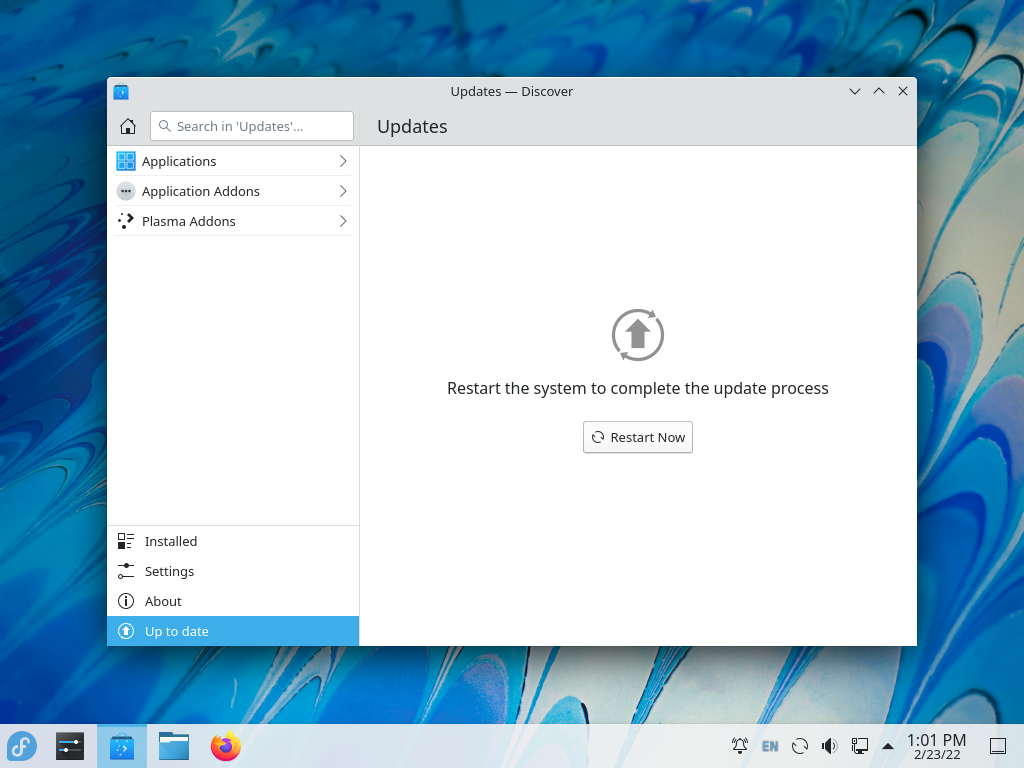 Updates — Discover
Search in 'Updates'...
Updates
Applications
Application Addons
Plasma Addons
Restart the system to complete the update process
Restart Now
Installed
Settings
About
Up to date
EN
1:01 PM
2/23/22